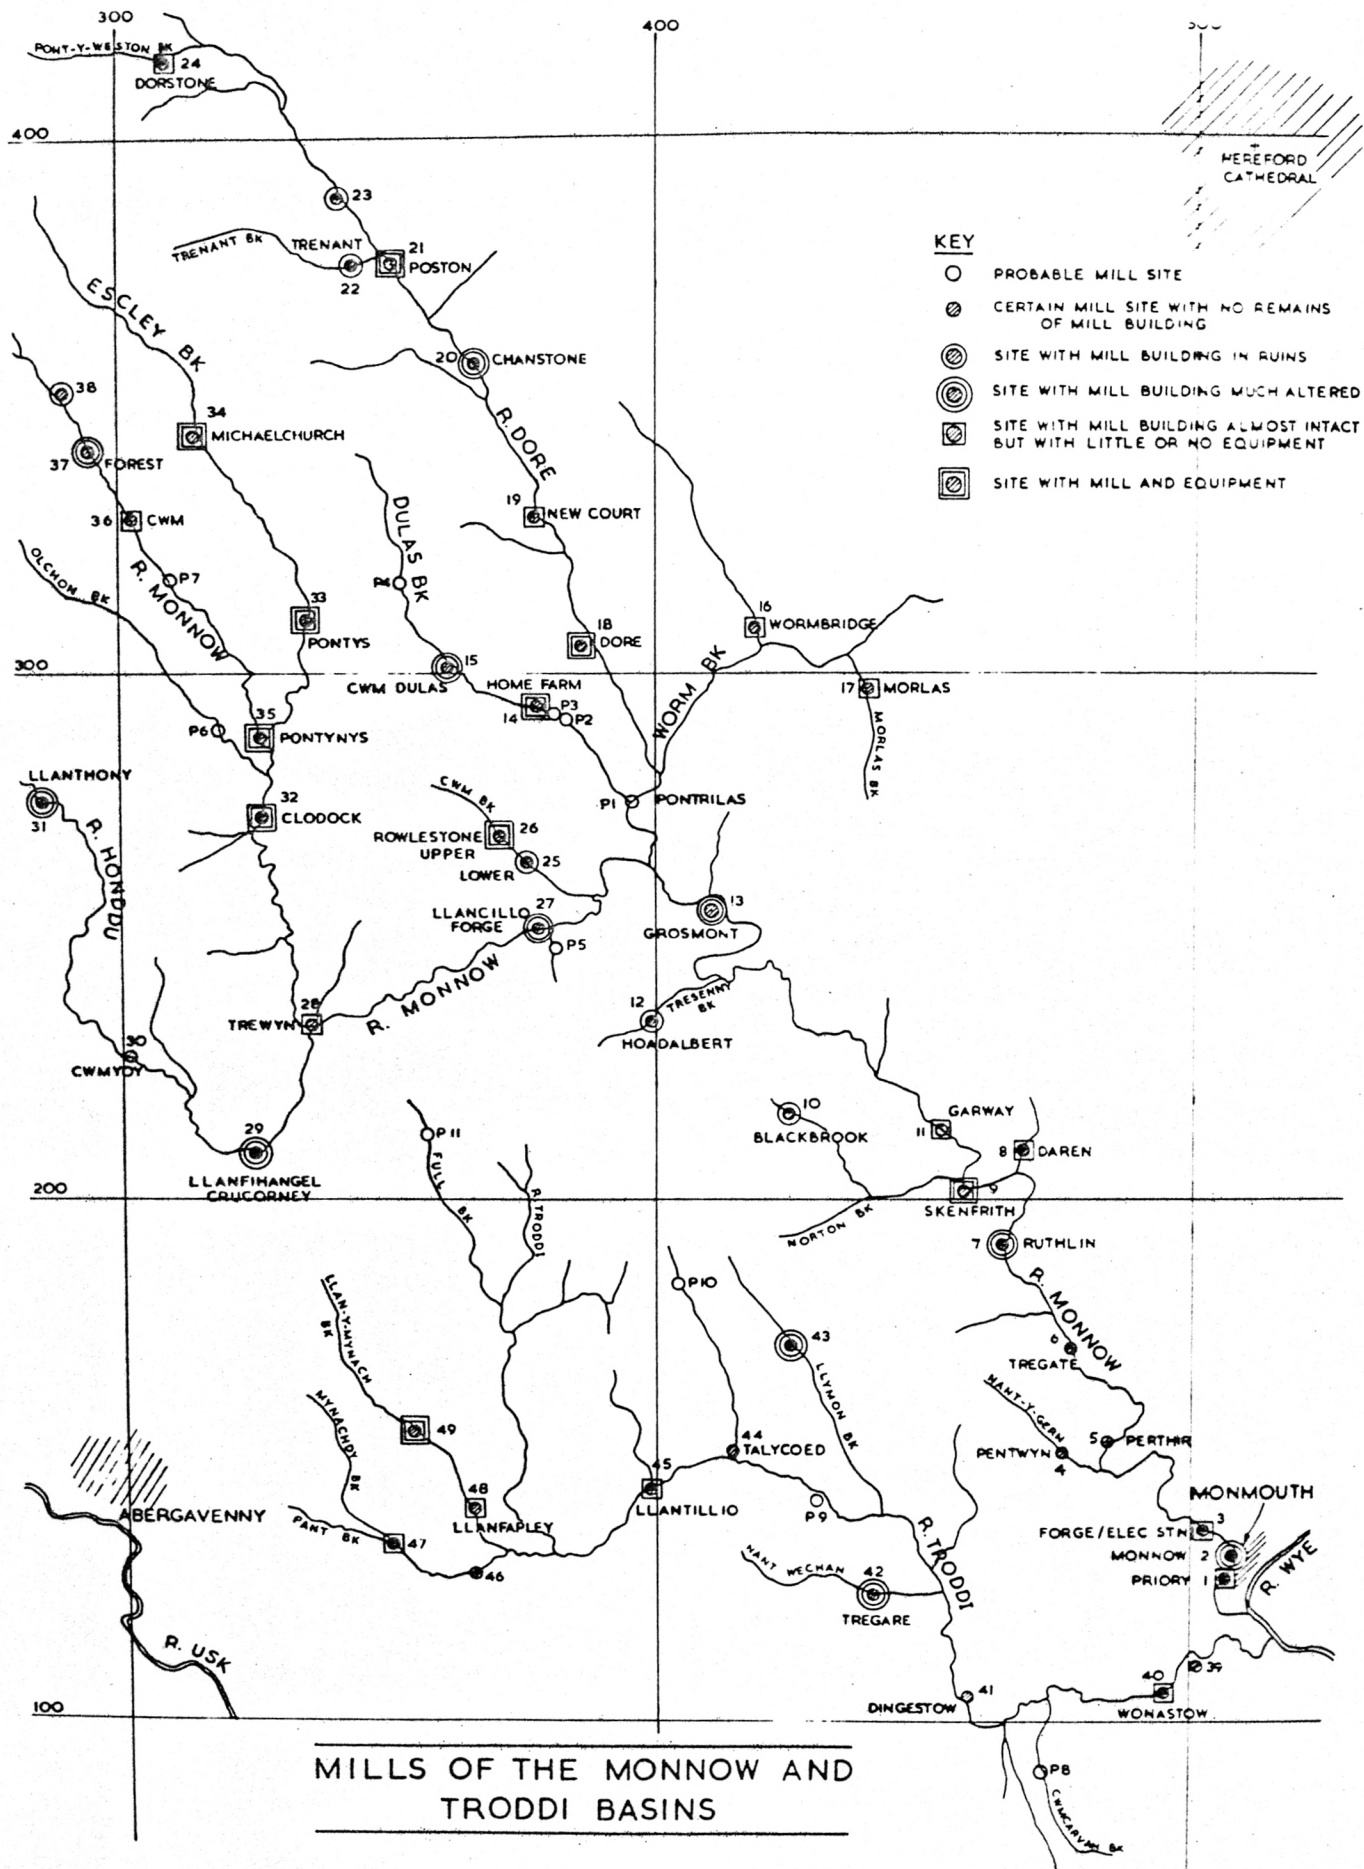 300
400
PONT-Y-WESTON BK
24
DORSTONE
400
HEREFORD
CATHEDRAL
23
TRENANT BK
TRENANT
22
21
POSTON
KEY
PROBABLE MILL SITE
CERTAIN MILL SITE WITH NO REMAINS
OF MILL BUILDING
SITE WITH MILL BUILDING IN RUINS
SITE WITH MILL BUILDING MUCH ALTERED
SITE WITH MILL BUILDING ALMOST INTACT
BUT WITH LITTLE OR NO EQUIPMENT
SITE WITH MILL AND EQUIPMENT
ESCLEY BK
20
CHANSTONE
R. DORE
38
34
MICHAELCHURCH
37
FOREST
36
CWM
19
NEW COURT
DULAS BK
P4
OLCHON BK
R. MONNOW
P7
33
PONTYS
18
DORE
16
WORMBRIDGE
WORM BK
300
15
CWM DULAS
HOME FARM
14
P3
P2
17
MORLAS
MORLAS BK
35
PONTYNYS
P6
LLANTHONY
31
R. HONDDU
32
CLODOCK
CWM BK
26
ROWLESTONE
UPPER
25
LOWER
P1
PONTRILAS
27
LLANCILLO
FORGE
P5
13
GROSMONT
R. MONNOW
28
TREWYN
12
TRESENNY
BK
HOADALBERT
30
CWMYOY
29
LLANFIHANGEL
CRUCORNEY
P11
FULL BK
R. TRODDI
10
BLACKBROOK
GARWAY
11
8
DAREN
200
9
SKENFRITH
NORTON BK
7
RUTHLIN
R. MONNOW
6
TREGATE
P10
43
LLYMON BK
LLAN-Y-MYNACH
BK
MYNACHDY BK
49
48
LLANFAPLEY
PANT BK
47
46
45
LLANTILLIO
44
TALYCOED
P9
NANT-Y-GERN
PENTWYN
4
5
PERTHIR
MONMOUTH
3
FORGE/ELEC STN
MONNOW
2
PRIORY
1
R. WYE
ABERGAVENNY
R. USK
NANT WECHAN
42
TREGARE
R. TRODDI
39
40
WONASTOW
41
DINGESTOW
P8
CWMCARVAN BK
100
MILLS OF THE MONNOW AND
TRODDI BASINS